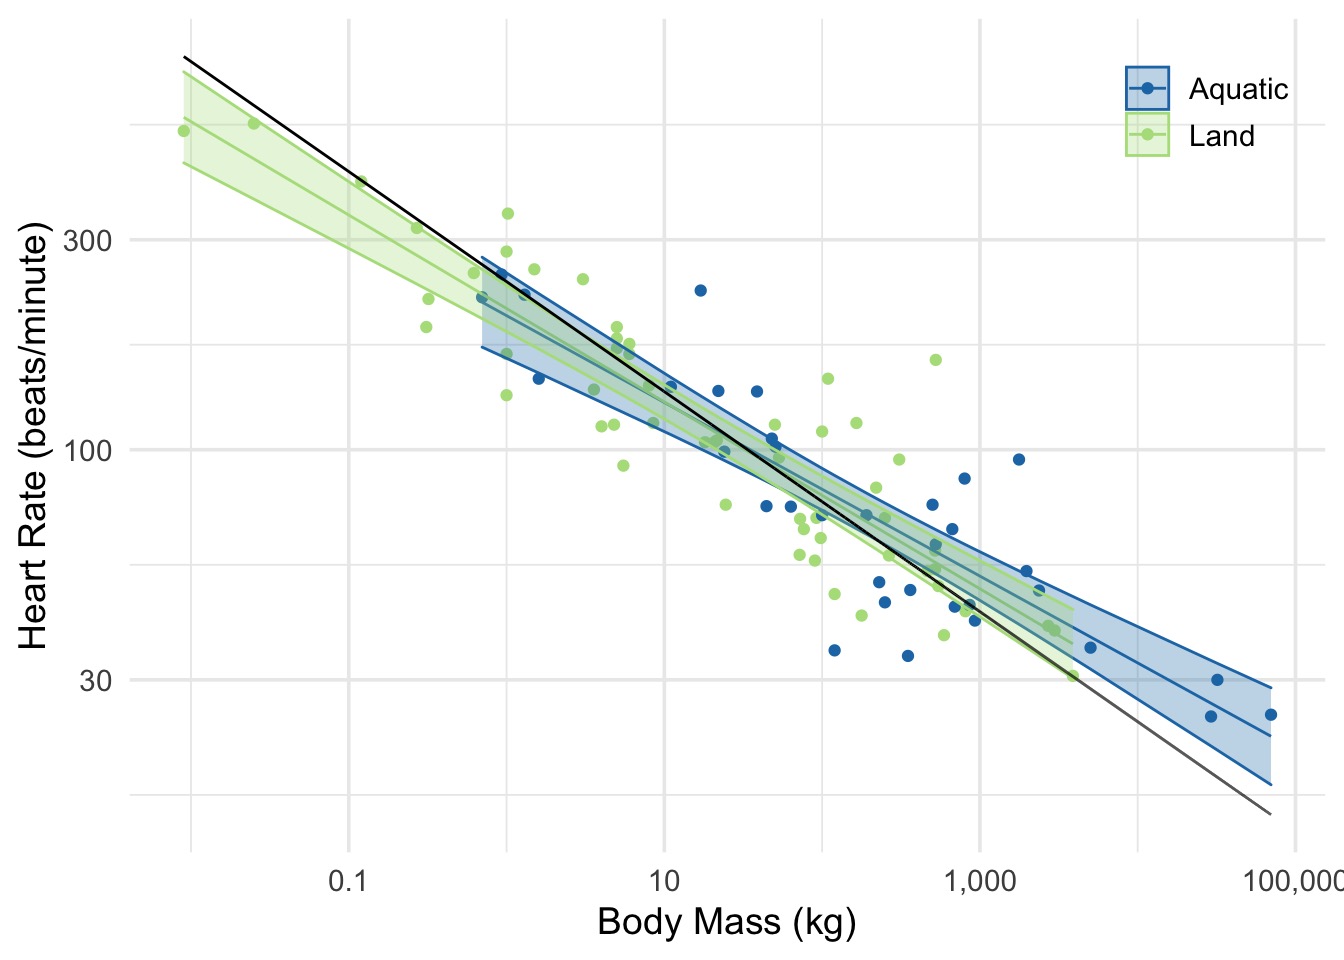 Aquatic
Land
Heart Rate (beats/minute)
300
100
30
0.1
10
1,000
100,000
Body Mass (kg)